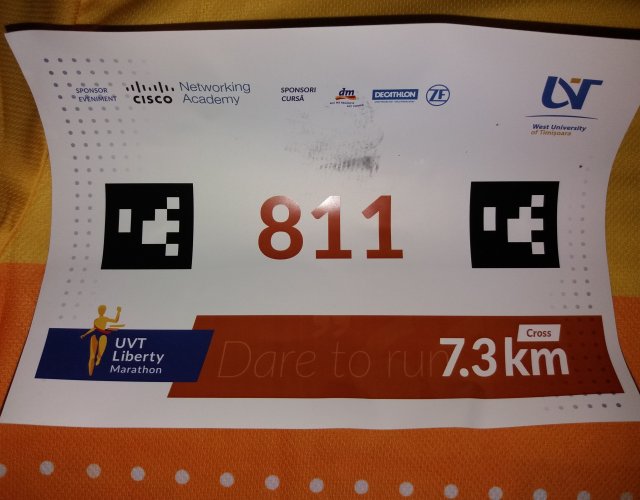 SPONSOR
EVENIMENT
CISCO
Networking
Academy
SPONSORI
CURSĂ
dm
DECATHLON
ZF
UVT
West University
of Timișoara
811
UVT
Liberty
Marathon
Dare to run
Cross
7.3 km